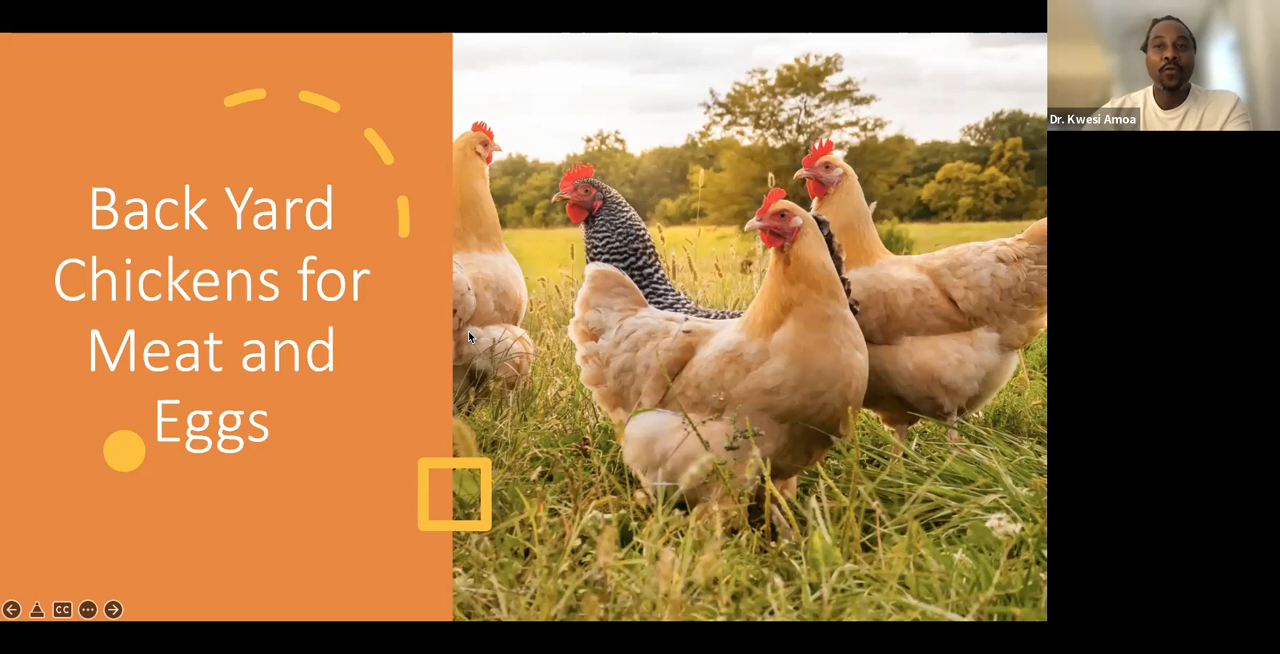 Back Yard
Chickens for
Meat and
Eggs
Dr. Kwesi Amoa
CC